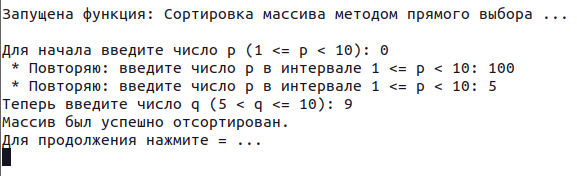 Запущена функция: Сортировка массива методом прямого выбора ...
Для начала введите число p (1 <= p < 10): 0
* Повторяю: введите число p в интервале 1 <= p < 10: 100
* Повторяю: введите число p в интервале 1 <= p < 10: 5
Теперь введите число q (5 < q <= 10): 9
Массив был успешно отсортирован.
Для продолжения нажмите = ...